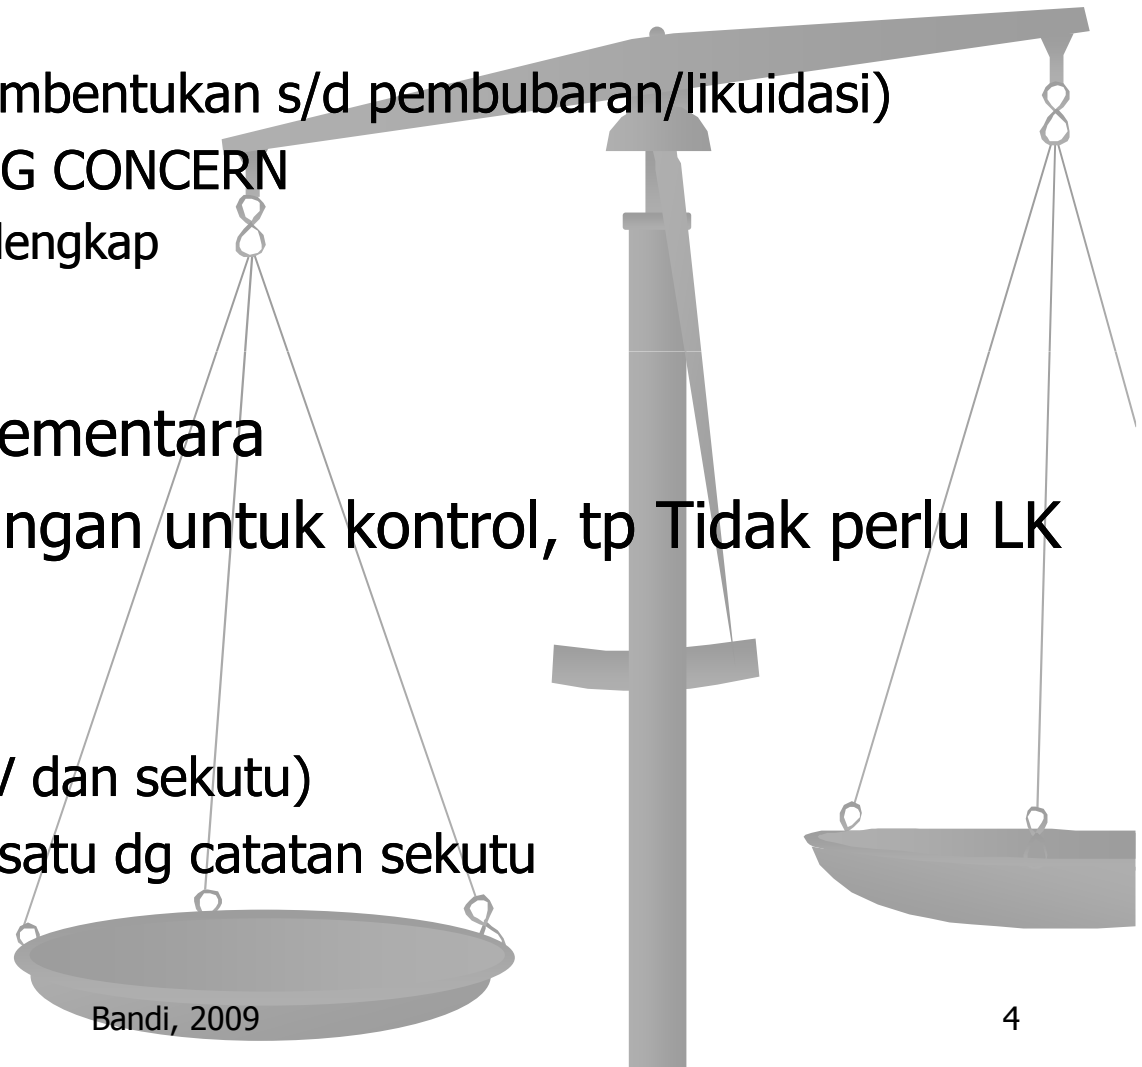 mbentukan s/d pembubaran/likuidasi)
G CONCERN
lengkap
ementara
ngan untuk kontrol, tp Tidak perlu LK
dan sekutu)
satu dg catatan sekutu
Bandi, 2009
4